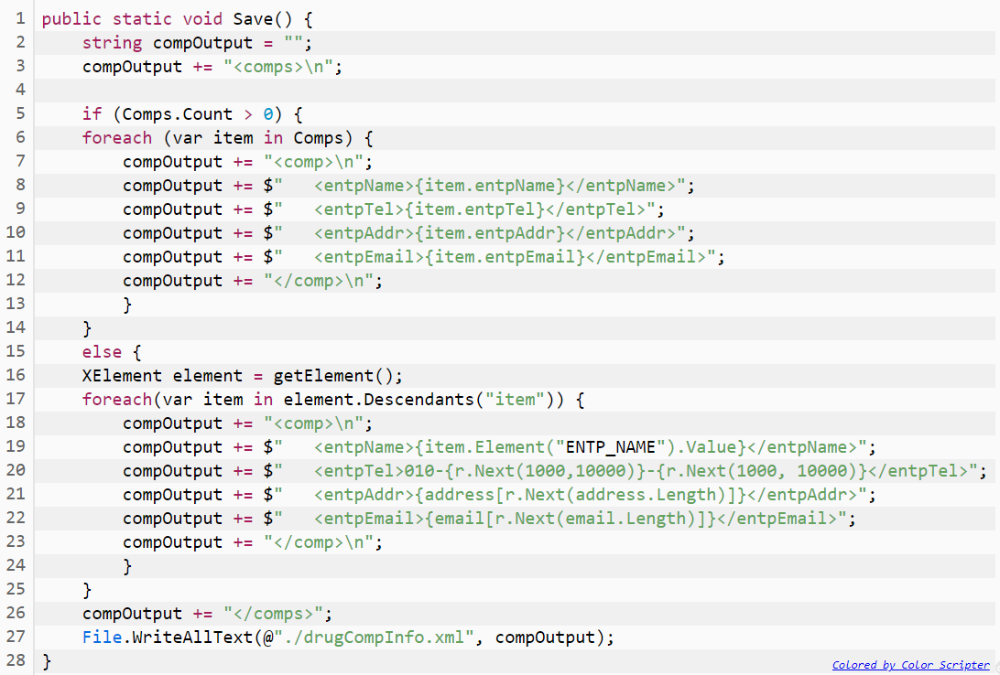 1 public static void Save() {
2     string compOutput = "";
3     compOutput += "<comps>\n";
4
5     if (Comps.Count > 0) {
6     foreach (var item in Comps) {
7         compOutput += "<comp>\n";
8         compOutput += $"   <entpName>{item.entpName}</entpName>";
9         compOutput += $"   <entpTel>{item.entpTel}</entpTel>";
10         compOutput += $"   <entpAddr>{item.entpAddr}</entpAddr>";
11         compOutput += $"   <entpEmail>{item.entpEmail}</entpEmail>";
12         compOutput += "</comp>\n";
13         }
14     }
15     else {
16     XElement element = getElement();
17     foreach(var item in element.Descendants("item")) {
18         compOutput += "<comp>\n";
19         compOutput += $"   <entpName>{item.Element("ENTP_NAME").Value}</entpName>";
20         compOutput += $"   <entpTel>010-{r.Next(1000,10000)}-{r.Next(1000, 10000)}</entpTel>";
21         compOutput += $"   <entpAddr>{address[r.Next(address.Length)]}</entpAddr>";
22         compOutput += $"   <entpEmail>{email[r.Next(email.Length)]}</entpEmail>";
23         compOutput += "</comp>\n";
24         }
25     }
26     compOutput += "</comps>";
27     File.WriteAllText(@"./drugCompInfo.xml", compOutput);
28 }
Colored by Color Scripter